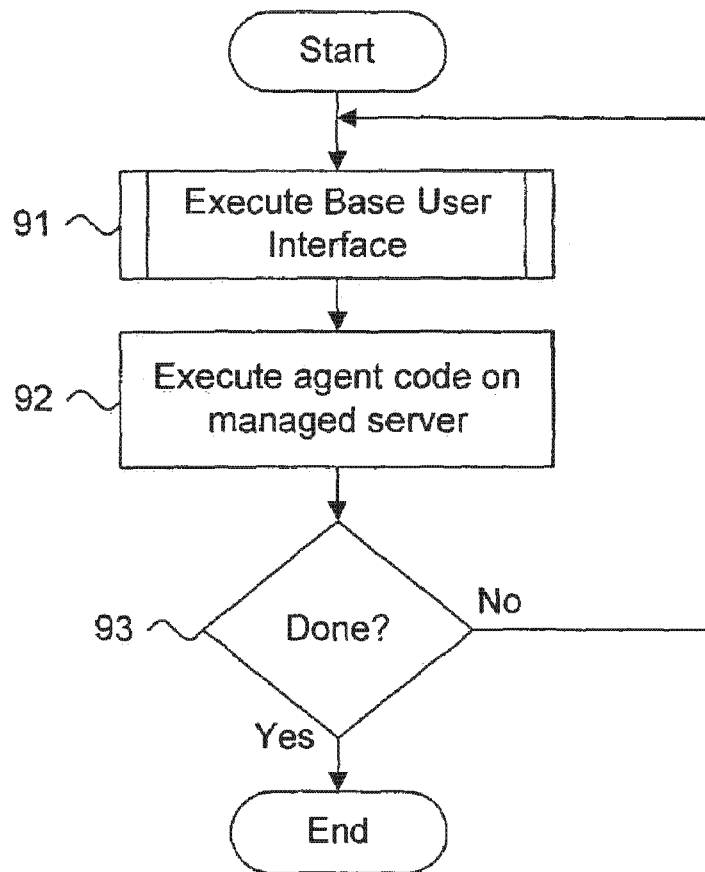 Start
91
Execute Base User
Interface
92
Execute agent code on
managed server
93
Done?
No
Yes
End